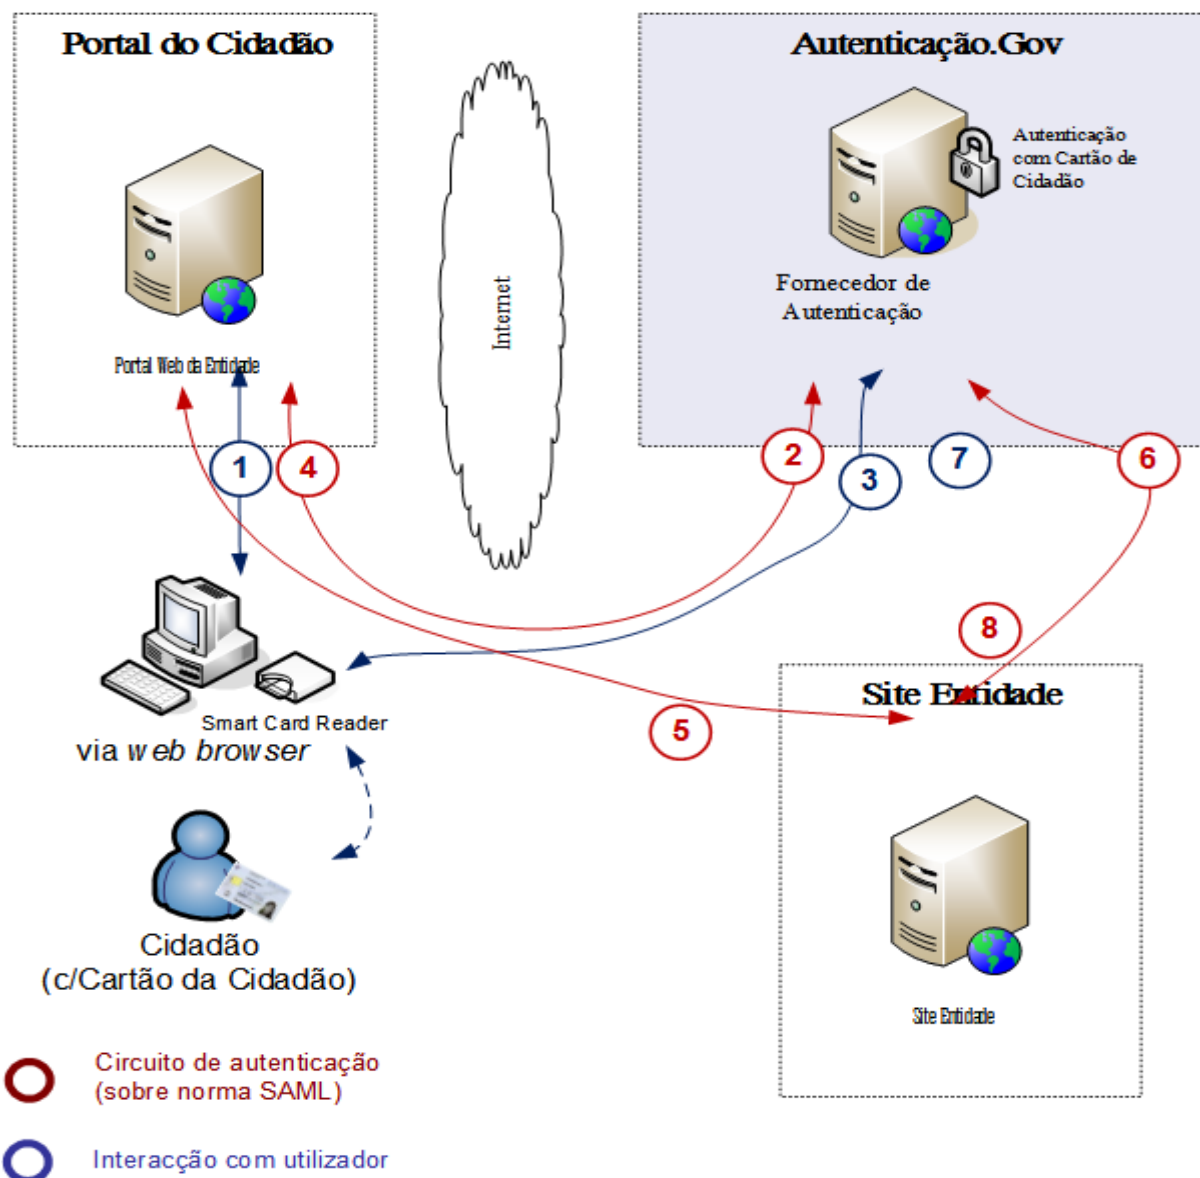 Portal do Cidadão
Autenticação.Gov
Autenticação
com Cartão de
Cidadão
Fornecedor de
Autenticação
Internet
Portal Web da Entidade
1
4
2
3
7
6
8
5
Site Entidade
Smart Card Reader
via web browser
Cidadão
(c/Cartão da Cidadão)
Site Entidade
Circuito de autenticação
(sobre norma SAML)
Interacção com utilizador